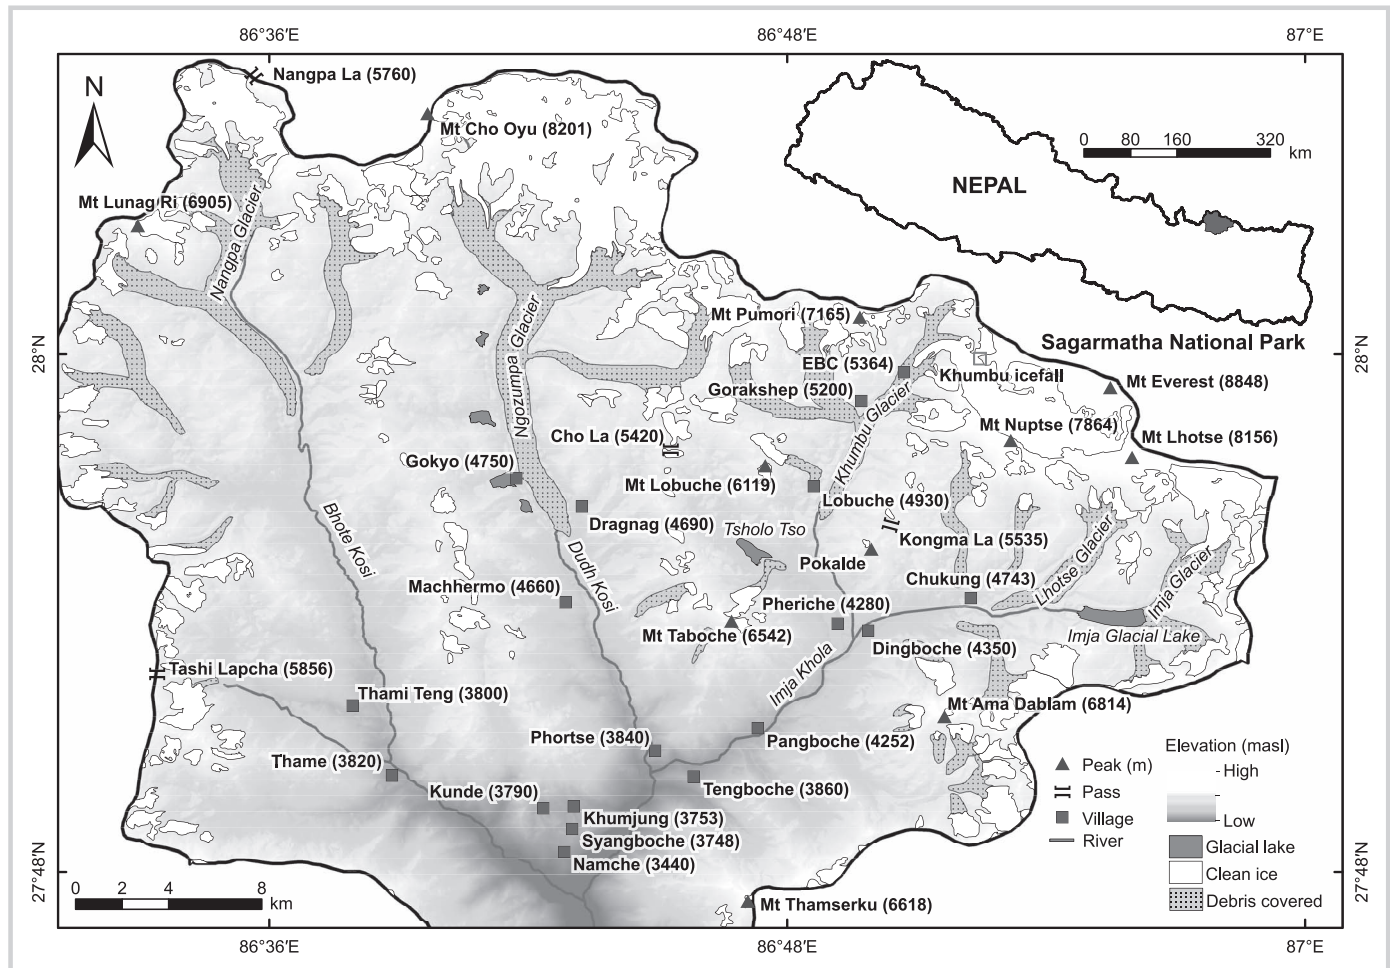 86°36′E
86°48′E
87°E
Nangpa La (5760)
N
Mt Cho Oyu (8201)
0 80 160 320
km
NEPAL
Mt Lunag Ri (6905)
Nangpa Glacier
Ngozumpa Glacier
Mt Pumori (7165)
Sagarmatha National Park
28°N
28°N
EBC (5364)
Khumbu icefall
Mt Everest (8848)
Gorakshep (5200)
Khumbu Glacier
Mt Nuptse (7864)
Mt Lhotse (8156)
Cho La (5420)
Gokyo (4750)
Mt Lobuche (6119)
Lobuche (4930)
Dragnag (4690)
Tsholo Tso
Kongma La (5535)
Bhote Kosi
Dudh Kosi
Pokalde
Lhotse Glacier
Imja Glacier
Chukung (4743)
Machhermo (4660)
Pheriche (4280)
Mt Taboche (6542)
Imja Glacial Lake
Dingboche (4350)
Imja Khola
Tashi Lapcha (5856)
Thami Teng (3800)
Mt Ama Dablam (6814)
Phortse (3840)
Pangboche (4252)
Thame (3820)
Tengboche (3860)
Kunde (3790)
Khumjung (3753)
Syangboche (3748)
Namche (3440)
Mt Thamserku (6618)
Peak (m)
Pass
Village
River
Elevation (masl)
High
Low
Glacial lake
Clean ice
Debris covered
27°48′N
27°48′N
0 2 4 8
km
86°36′E
86°48′E
87°E